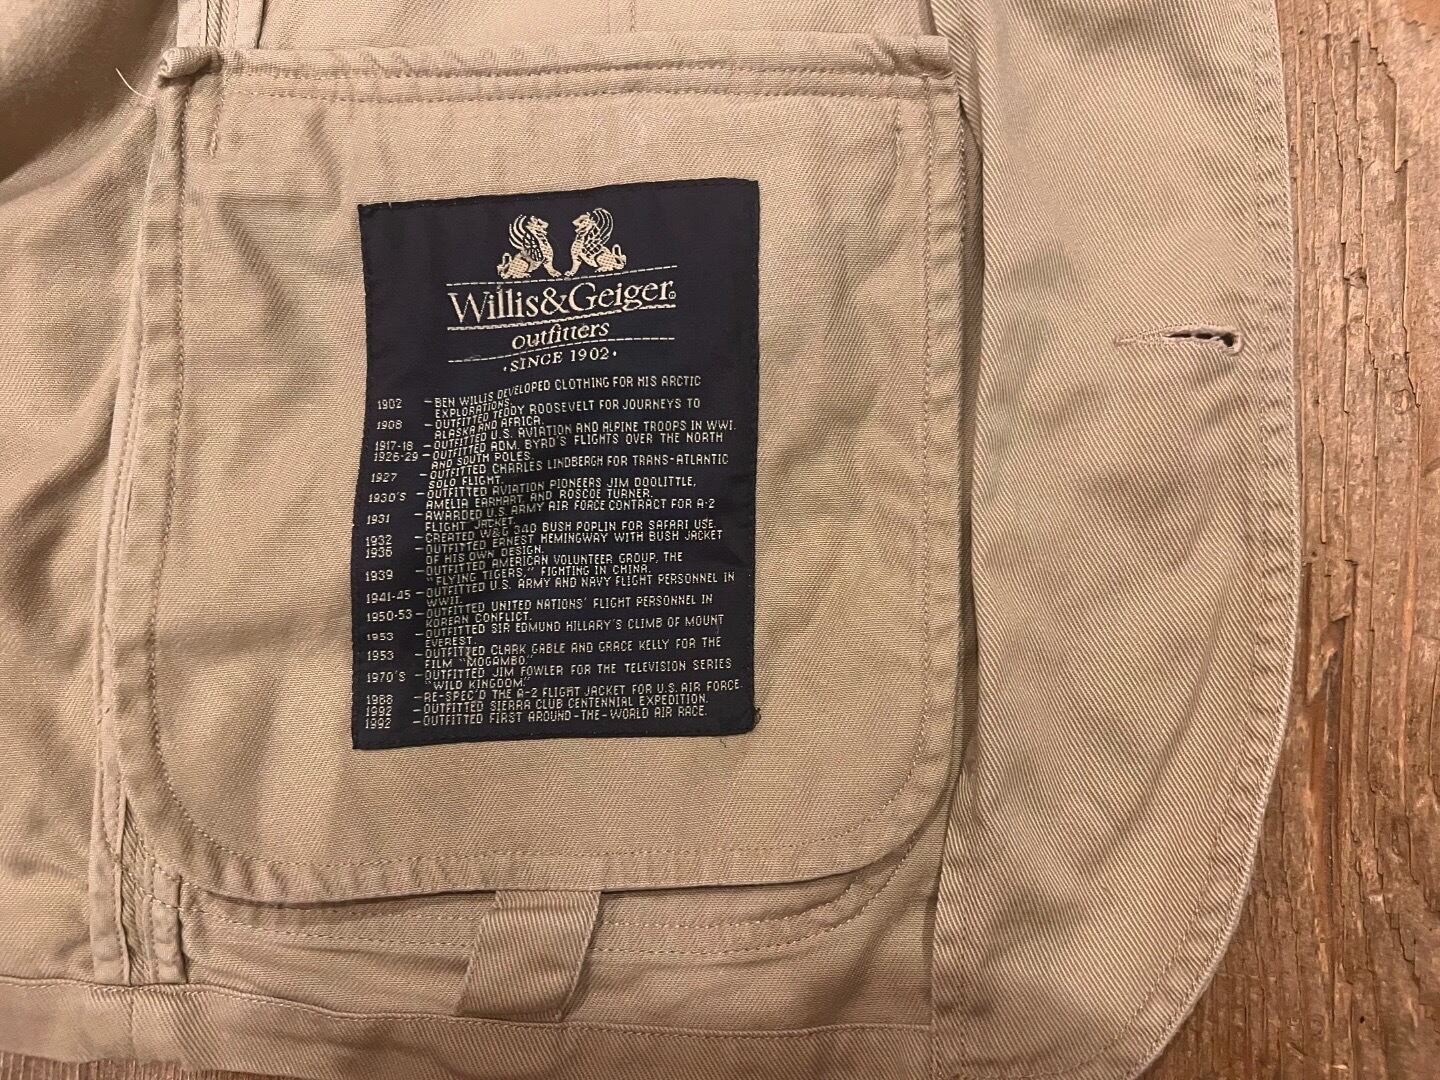 Willis&Geiger®
outfitters
•SINCE 1902•
1902 – BEN WILLIS DEVELOPED CLOTHING FOR HIS ARCTIC
EXPLORATIONS.
1908 – OUTFITTED TEDDY ROOSEVELT FOR JOURNEYS TO
ALASKA AND AFRICA.
1917-18 – OUTFITTED U.S. AVIATION AND ALPINE TROOPS IN WWI.
1926-29 – OUTFITTED ADM. BYRD'S FLIGHTS OVER THE NORTH
AND SOUTH POLES.
1927 – OUTFITTED CHARLES LINDBERGH FOR TRANS-ATLANTIC
SOLO FLIGHT.
1930'S – OUTFITTED AVIATION PIONEERS JIM DOOLITTLE,
AMELIA EARHART, AND ROSCOE TURNER.
1931 – AWARDED U.S. ARMY AIR FORCE CONTRACT FOR A-2
FLIGHT JACKET.
1932 – CREATED W&G 340 BUSH POPLIN FOR SAFARI USE.
1936 – OUTFITTED ERNEST HEMINGWAY WITH BUSH JACKET
OF HIS OWN DESIGN.
1939 – OUTFITTED AMERICAN VOLUNTEER GROUP, THE
"FLYING TIGERS," FIGHTING IN CHINA.
1941-45 – OUTFITTED U.S. ARMY AND NAVY FLIGHT PERSONNEL IN
WWII.
1950-53 – OUTFITTED UNITED NATIONS' FLIGHT PERSONNEL IN
KOREAN CONFLICT.
1953 – OUTFITTED SIR EDMUND HILLARY'S CLIMB OF MOUNT
EVEREST.
1953 – OUTFITTED CLARK GABLE AND GRACE KELLY FOR THE
FILM "MOGAMBO."
1970'S – OUTFITTED JIM FOWLER FOR THE TELEVISION SERIES
"WILD KINGDOM."
1988 – RE-SPEC'D THE A-2 FLIGHT JACKET FOR U.S. AIR FORCE.
1992 – OUTFITTED SIERRA CLUB CENTENNIAL EXPEDITION.
1992 – OUTFITTED FIRST AROUND-THE-WORLD AIR RACE.